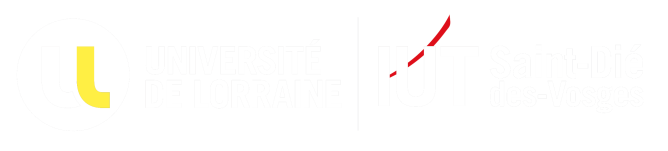 UNIVERSITÉ
DE LORRAINE
IUT
Saint-Dié
des-Vosges